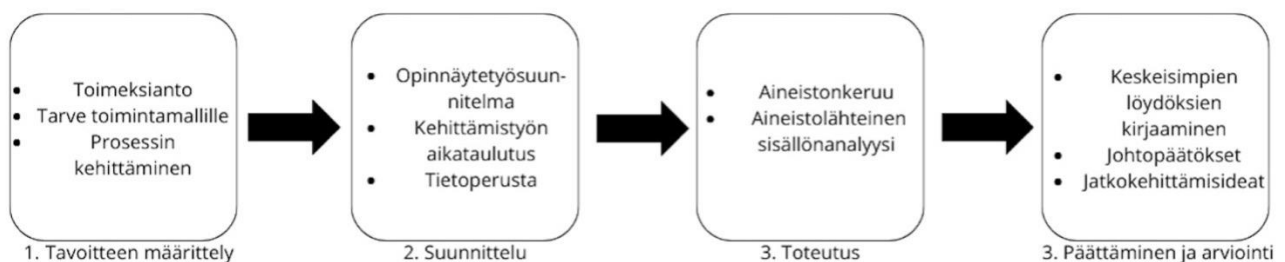 • Toimeksianto
• Tarve toimintamallille
• Prosessin
kehittäminen
1. Tavoitteen määrittely
• Opinnäytetyösuun-
nitelma
• Kehittämistyön
aikataulutus
• Tietoperusta
2. Suunnittelu
• Aineistonkeruu
• Aineistolähteinen
sisällönanalyysi
3. Toteutus
• Keskeisimpien
löydöksien
kirjaaminen
• Johtopäätökset
• Jatkokehittämisideat
3. Päättäminen ja arviointi